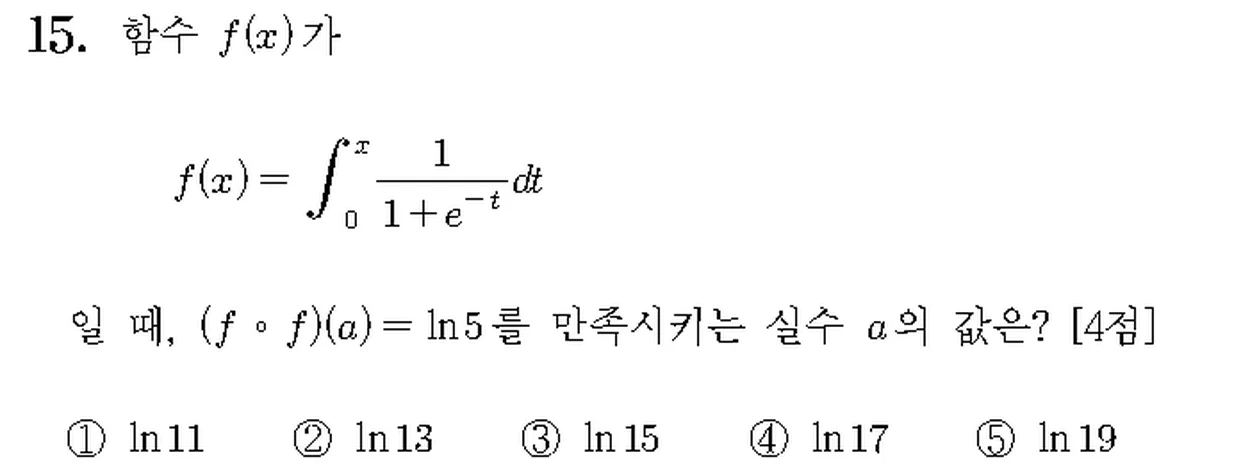 15. 함수 f(x)가
f(x) = ∫_0^x 1/(1+e^{-t}) dt
일 때, (f ∘ f)(a) = ln5를 만족시키는 실수 a의 값은? [4점]
① ln11 ② ln13 ③ ln15 ④ ln17 ⑤ ln19